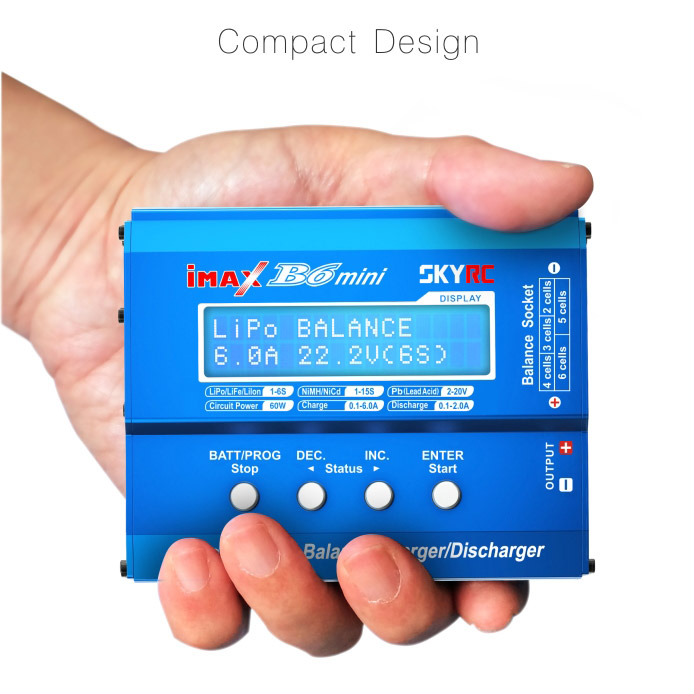 Compact Design
iMAX B6 mini
SKYRC
DISPLAY
LiPo BALANCE
6.0A 22.2V(6S)
LiPo/LiFe/LiIon 1-6S NiMH/NiCd 1-15S Pb(Lead Acid) 2-20V
Circuit Power 60W Charge 0.1-6.0A Discharge 0.1-2.0A
Balance Socket
2 cells
3 cells
4 cells
5 cells
6 cells
OUTPUT
BATT/PROG DEC. INC. ENTER
Stop ◄ Status ► Start
/Discharger